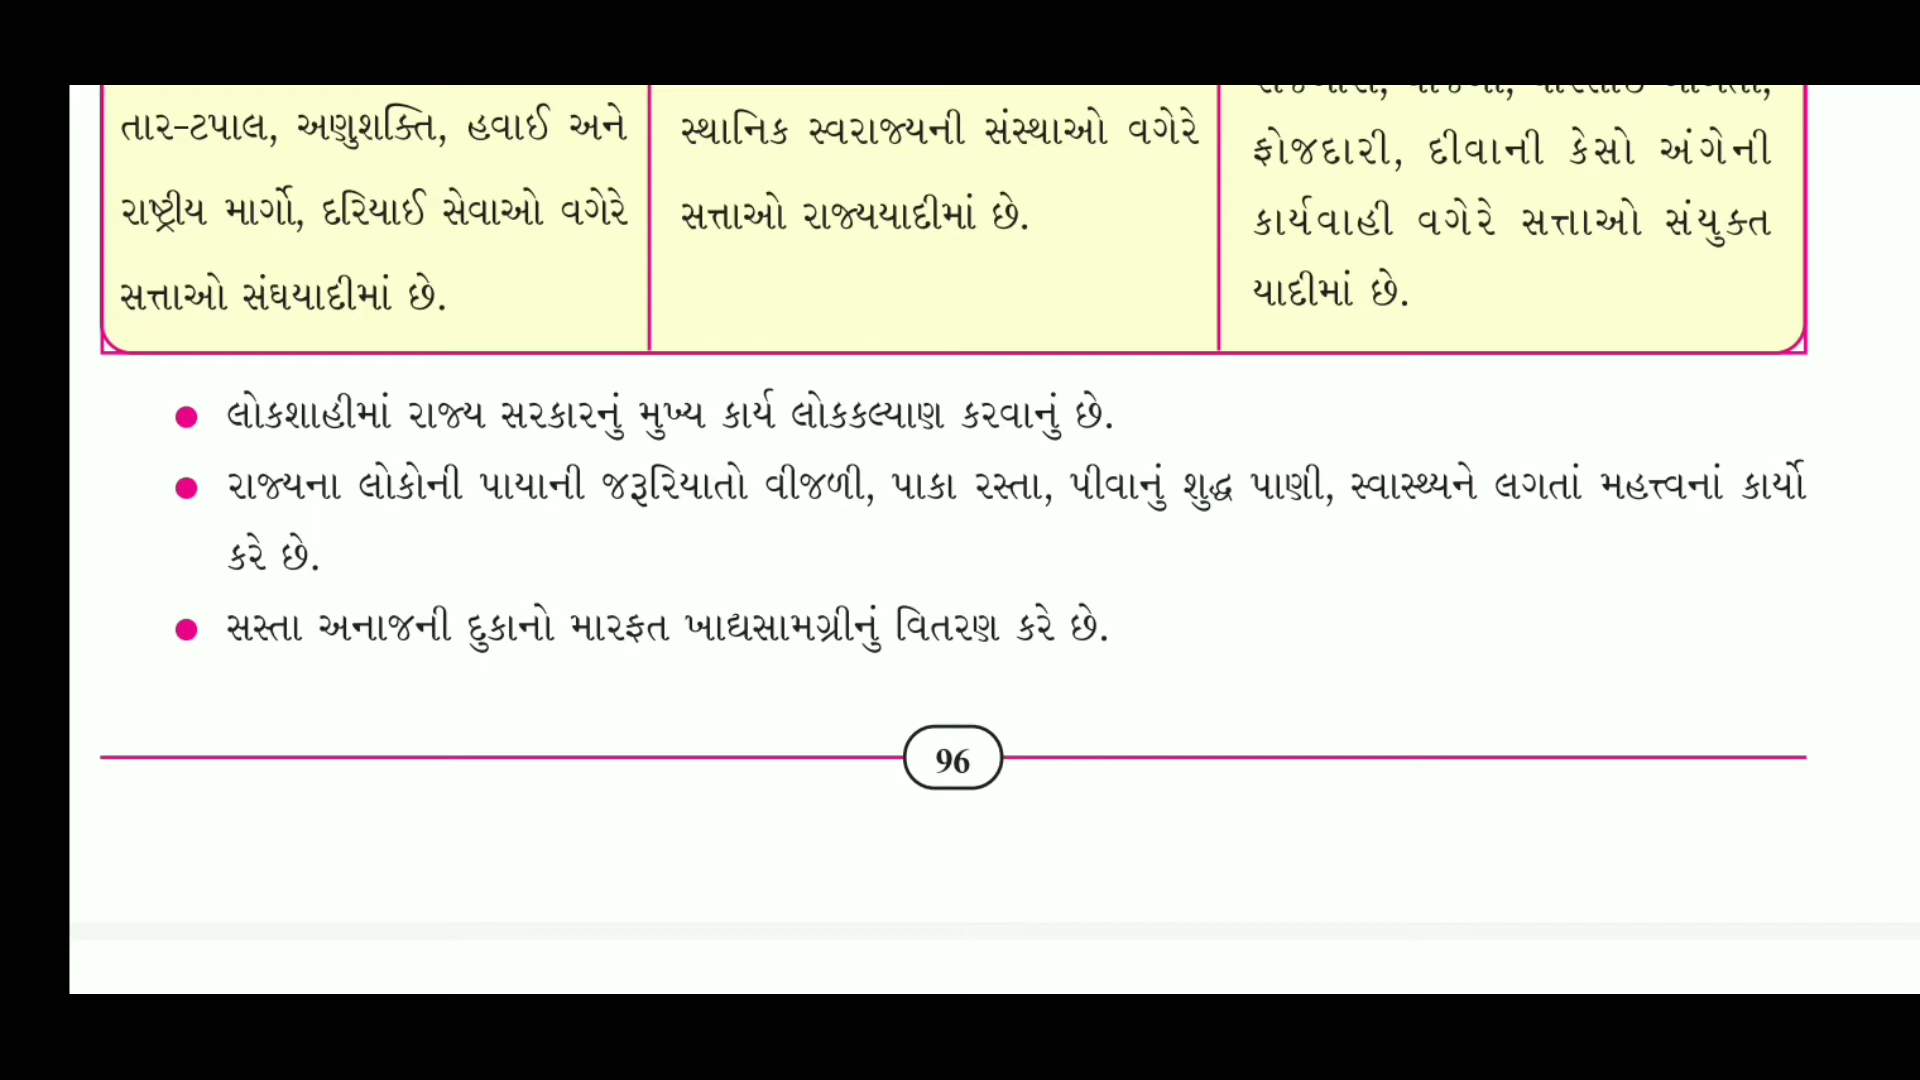 તાર-ટપાલ, અણુશક્તિ, હવાઈ અને
રાષ્ટ્રીય માર્ગો, દરિયાઈ સેવાઓ વગેરે
સત્તાઓ સંઘયાદીમાં છે.
સ્થાનિક સ્વરાજ્યની સંસ્થાઓ વગેરે
સત્તાઓ રાજ્યયાદીમાં છે.
ફોજદારી, દીવાની કેસો અંગેની
કાર્યવાહી વગેરે સત્તાઓ સંયુક્ત
યાદીમાં છે.
● લોકશાહીમાં રાજ્ય સરકારનું મુખ્ય કાર્ય લોકકલ્યાણ કરવાનું છે.
● રાજ્યના લોકોની પાયાની જરૂરિયાતો વીજળી, પાકા રસ્તા, પીવાનું શુદ્ધ પાણી, સ્વાસ્થ્યને લગતાં મહત્ત્વનાં કાર્યો
કરે છે.
● સસ્તા અનાજની દુકાનો મારફત ખાદ્યસામગ્રીનું વિતરણ કરે છે.
96